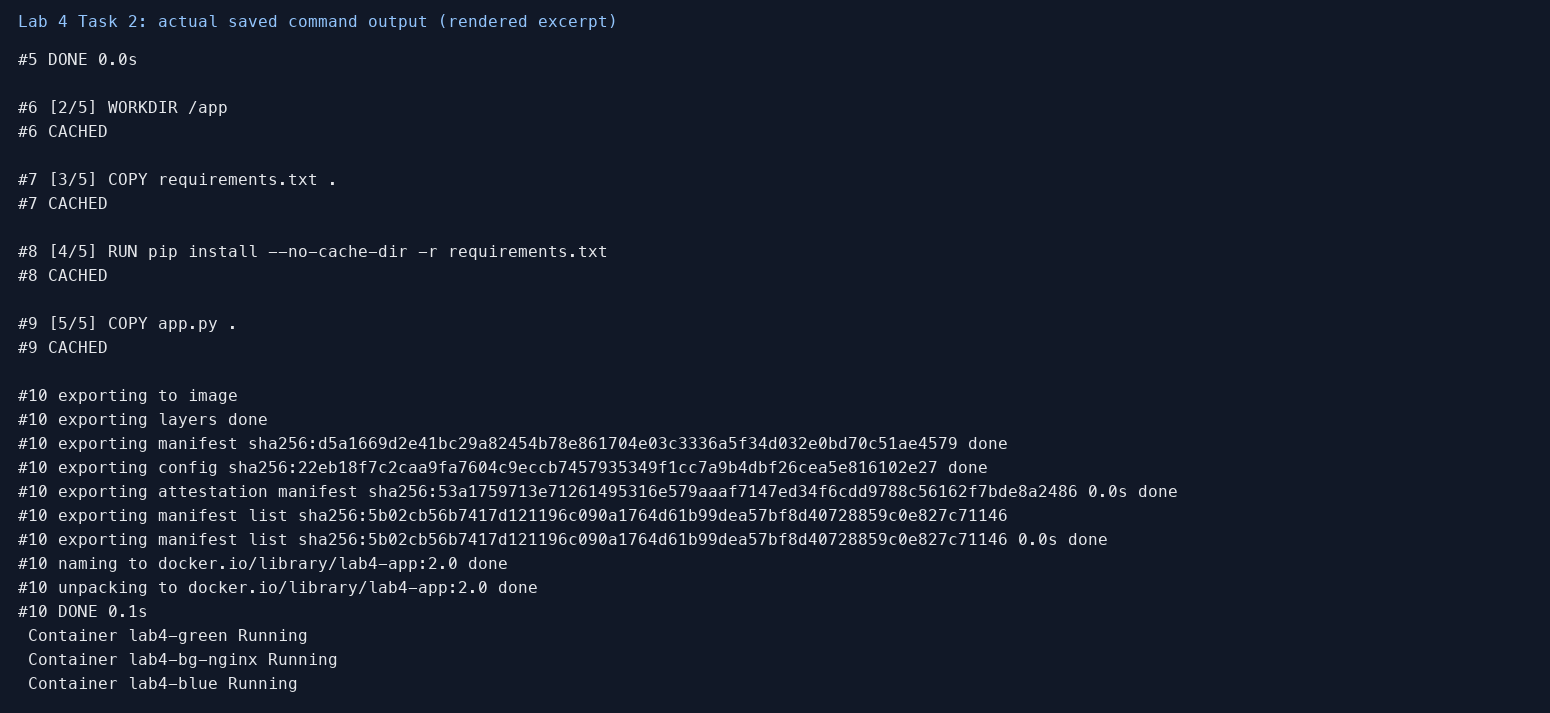 Lab 4 Task 2: actual saved command output (rendered excerpt)
#5 DONE 0.0s
#6 [2/5] WORKDIR /app
#6 CACHED
#7 [3/5] COPY requirements.txt .
#7 CACHED
#8 [4/5] RUN pip install --no-cache-dir -r requirements.txt
#8 CACHED
#9 [5/5] COPY app.py .
#9 CACHED
#10 exporting to image
#10 exporting layers done
#10 exporting manifest sha256:d5a1669d2e41bc29a82454b78e861704e03c3336a5f34d032e0bd70c51ae4579 done
#10 exporting config sha256:22eb18f7c2caa9fa7604c9eccb7457935349f1cc7a9b4dbf26cea5e816102e27 done
#10 exporting attestation manifest sha256:53a1759713e71261495316e579aaaf7147ed34f6cdd9788c56162f7bde8a2486 0.0s done
#10 exporting manifest list sha256:5b02cb56b7417d121196c090a1764d61b99dea57bf8d40728859c0e827c71146
#10 exporting manifest list sha256:5b02cb56b7417d121196c090a1764d61b99dea57bf8d40728859c0e827c71146 0.0s done
#10 naming to docker.io/library/lab4-app:2.0 done
#10 unpacking to docker.io/library/lab4-app:2.0 done
#10 DONE 0.1s
Container lab4-green Running
Container lab4-bg-nginx Running
Container lab4-blue Running